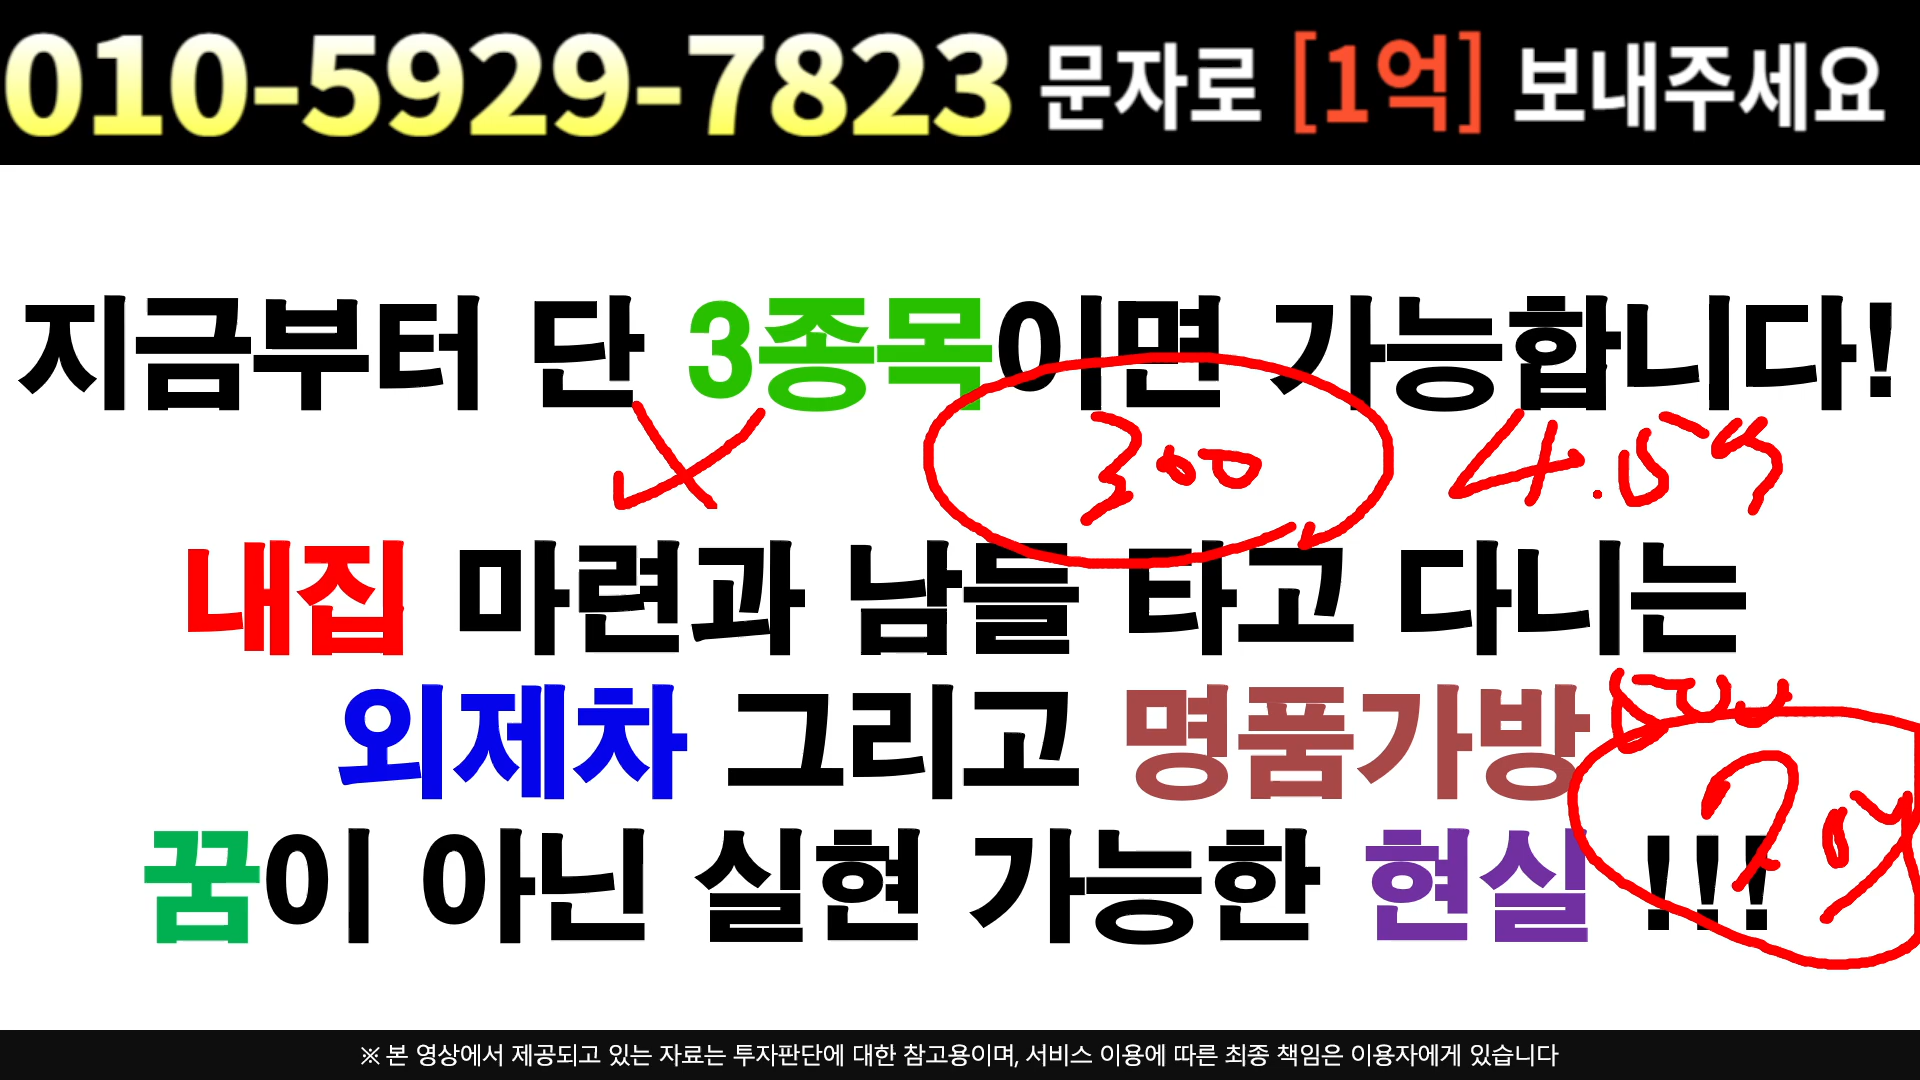 010-5929-7823 문자로 [1억] 보내주세요
지금부터 단 3종목이면 가능합니다!
300 4.5억
내집 마련과 남들 타고 다니는
외제차 그리고 명품가방
꿈이 아닌 실현 가능한 현실 !!!
※ 본 영상에서 제공되고 있는 자료는 투자판단에 대한 참고용이며, 서비스 이용에 따른 최종 책임은 이용자에게 있습니다